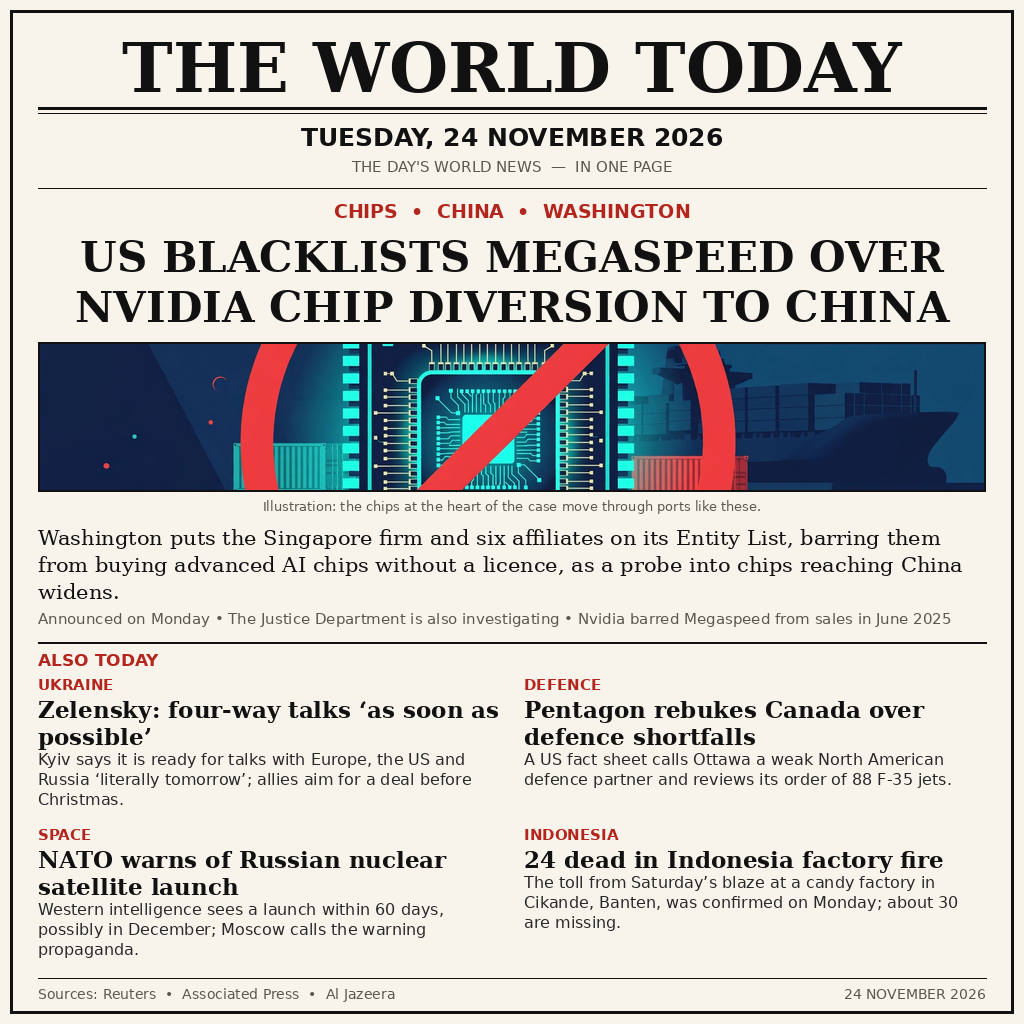 THE WORLD TODAY
TUESDAY, 24 NOVEMBER 2026
THE DAY'S WORLD NEWS — IN ONE PAGE
CHIPS • CHINA • WASHINGTON
US BLACKLISTS MEGASPEED OVER
NVIDIA CHIP DIVERSION TO CHINA
Illustration: the chips at the heart of the case move through ports like these.
Washington puts the Singapore firm and six affiliates on its Entity List, barring them
from buying advanced AI chips without a licence, as a probe into chips reaching China
widens.
Announced on Monday • The Justice Department is also investigating • Nvidia barred Megaspeed from sales in June 2025
ALSO TODAY
UKRAINE
Zelensky: four-way talks ‘as soon as
possible’
Kyiv says it is ready for talks with Europe, the US and
Russia ‘literally tomorrow’; allies aim for a deal before
Christmas.
DEFENCE
Pentagon rebukes Canada over
defence shortfalls
A US fact sheet calls Ottawa a weak North American
defence partner and reviews its order of 88 F-35 jets.
SPACE
NATO warns of Russian nuclear
satellite launch
Western intelligence sees a launch within 60 days,
possibly in December; Moscow calls the warning
propaganda.
INDONESIA
24 dead in Indonesia factory fire
The toll from Saturday’s blaze at a candy factory in
Cikande, Banten, was confirmed on Monday; about 30
are missing.
Sources: Reuters • Associated Press • Al Jazeera
24 NOVEMBER 2026